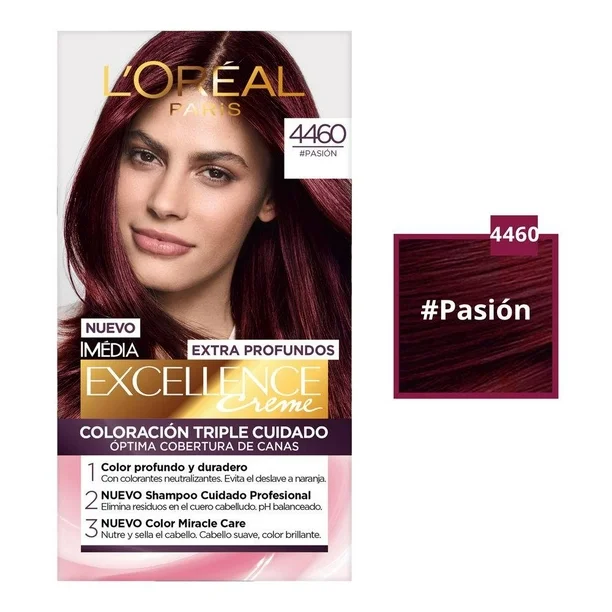 L'ORÉAL
PARIS
4460
#PASIÓN
NUEVO
IMÉDIA
EXTRA PROFUNDOS
EXCELLENCE
Creme
COLORACIÓN TRIPLE CUIDADO
ÓPTIMA COBERTURA DE CANAS
1 Color profundo y duradero
Con colorantes neutralizantes. Evita el deslave a naranja.
2 NUEVO Shampoo Cuidado Profesional
Elimina residuos en el cuero cabelludo. pH balanceado.
3 NUEVO Color Miracle Care
Nutre y sella el cabello. Cabello suave, color brillante.
4460
#Pasión